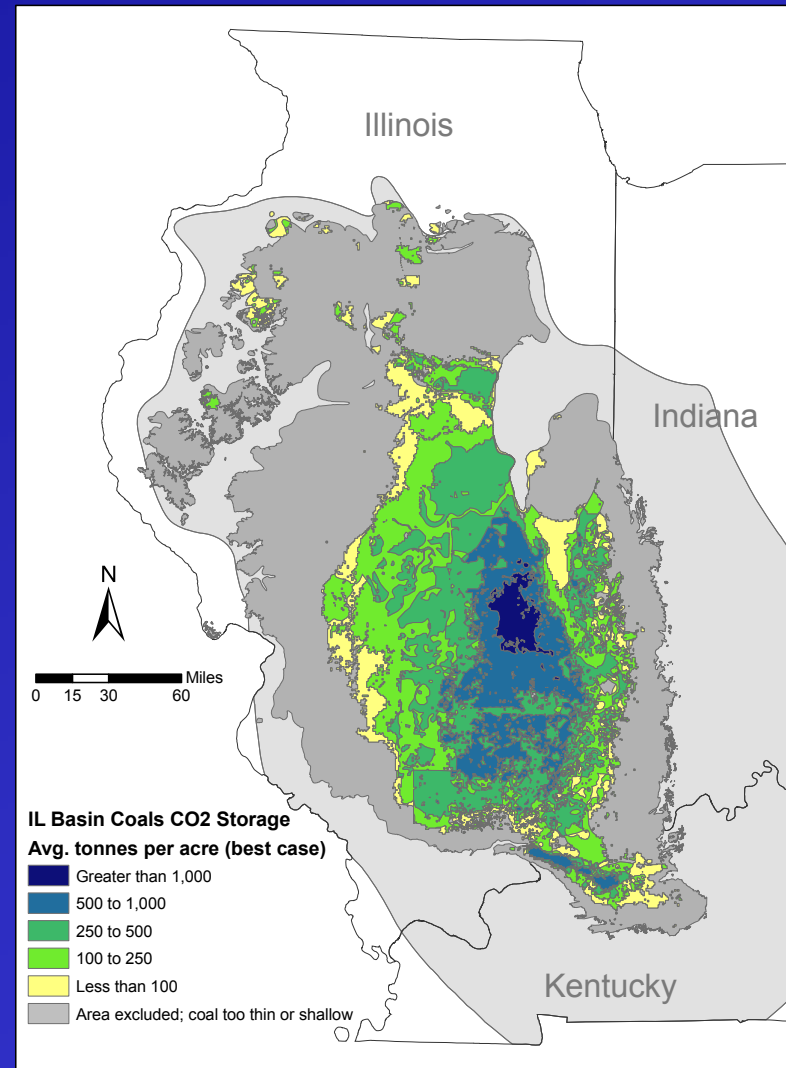 Illinois
Indiana
N
Miles
0 15 30 60
IL Basin Coals CO2 Storage
Avg. tonnes per acre (best case)
Greater than 1,000
500 to 1,000
250 to 500
100 to 250
Less than 100
Area excluded; coal too thin or shallow
Kentucky